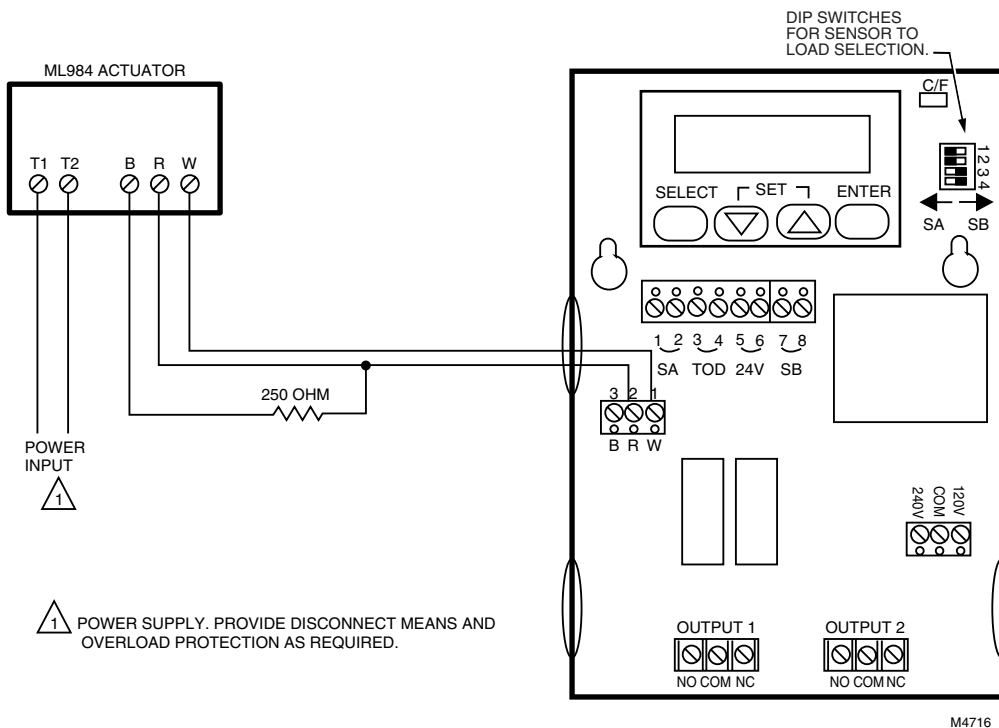 DIP SWITCHES
FOR SENSOR TO
LOAD SELECTION.
ML984 ACTUATOR
C/F
T1 T2 B R W
1
2
3
4
SELECT SET ENTER
SA SB
1 2 3 4 5 6 7 8
SA TOD 24V SB
250 OHM
3 2 1
B R W
POWER
INPUT
1
240V
COM
120V
1 POWER SUPPLY. PROVIDE DISCONNECT MEANS AND
OVERLOAD PROTECTION AS REQUIRED.
OUTPUT 1 OUTPUT 2
NO COM NC NO COM NC
M4716